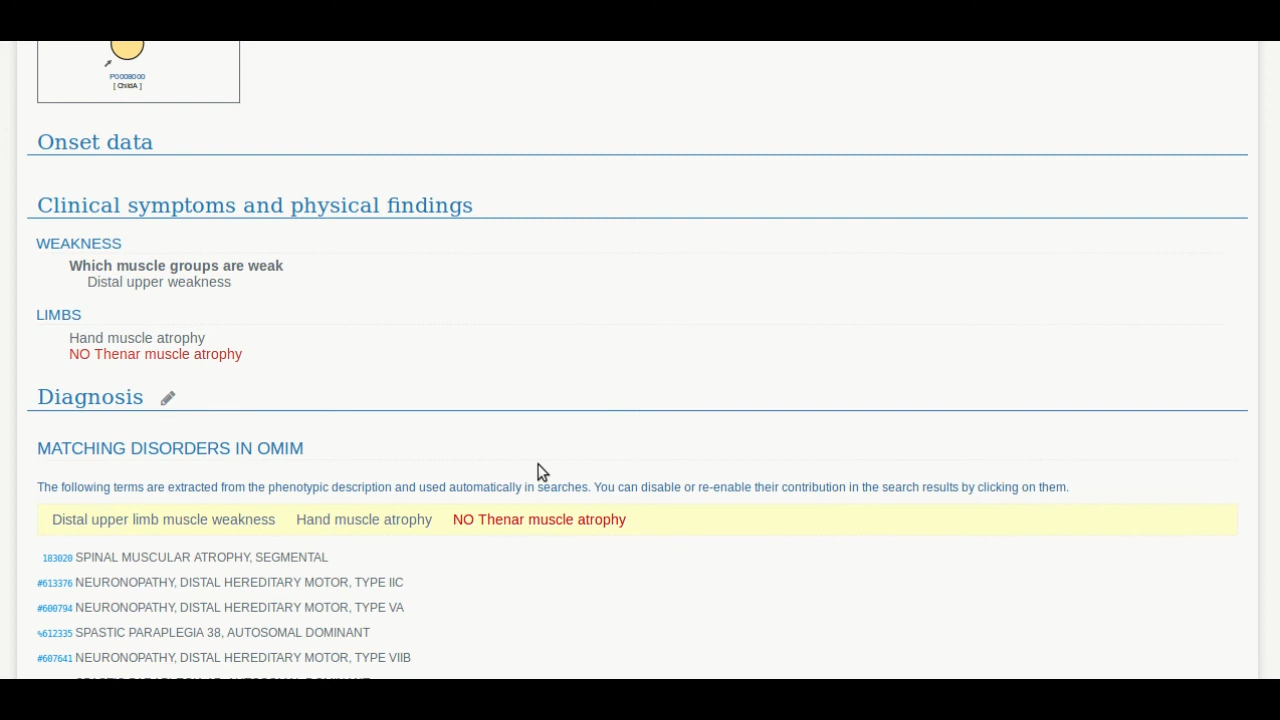 P0008000
[ ChildA ]
Onset data
Clinical symptoms and physical findings
WEAKNESS
Which muscle groups are weak
Distal upper weakness
LIMBS
Hand muscle atrophy
NO Thenar muscle atrophy
Diagnosis
MATCHING DISORDERS IN OMIM
The following terms are extracted from the phenotypic description and used automatically in searches. You can disable or re-enable their contribution in the search results by clicking on them.
Distal upper limb muscle weakness Hand muscle atrophy NO Thenar muscle atrophy
183020 SPINAL MUSCULAR ATROPHY, SEGMENTAL
#613376 NEURONOPATHY, DISTAL HEREDITARY MOTOR, TYPE IIC
#600794 NEURONOPATHY, DISTAL HEREDITARY MOTOR, TYPE VA
%612335 SPASTIC PARAPLEGIA 38, AUTOSOMAL DOMINANT
#607641 NEURONOPATHY, DISTAL HEREDITARY MOTOR, TYPE VIIB